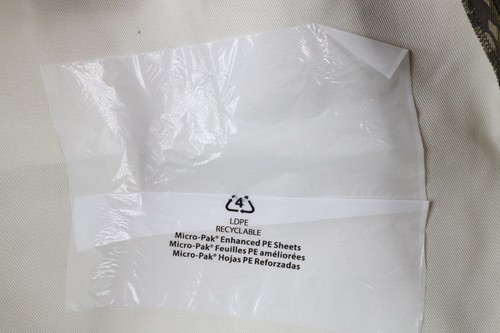 4
LDPE
RECYCLABLE
Micro-Pak® Enhanced PE Sheets
Micro-Pak® Feuilles PE améliorées
Micro-Pak® Hojas PE Reforzadas